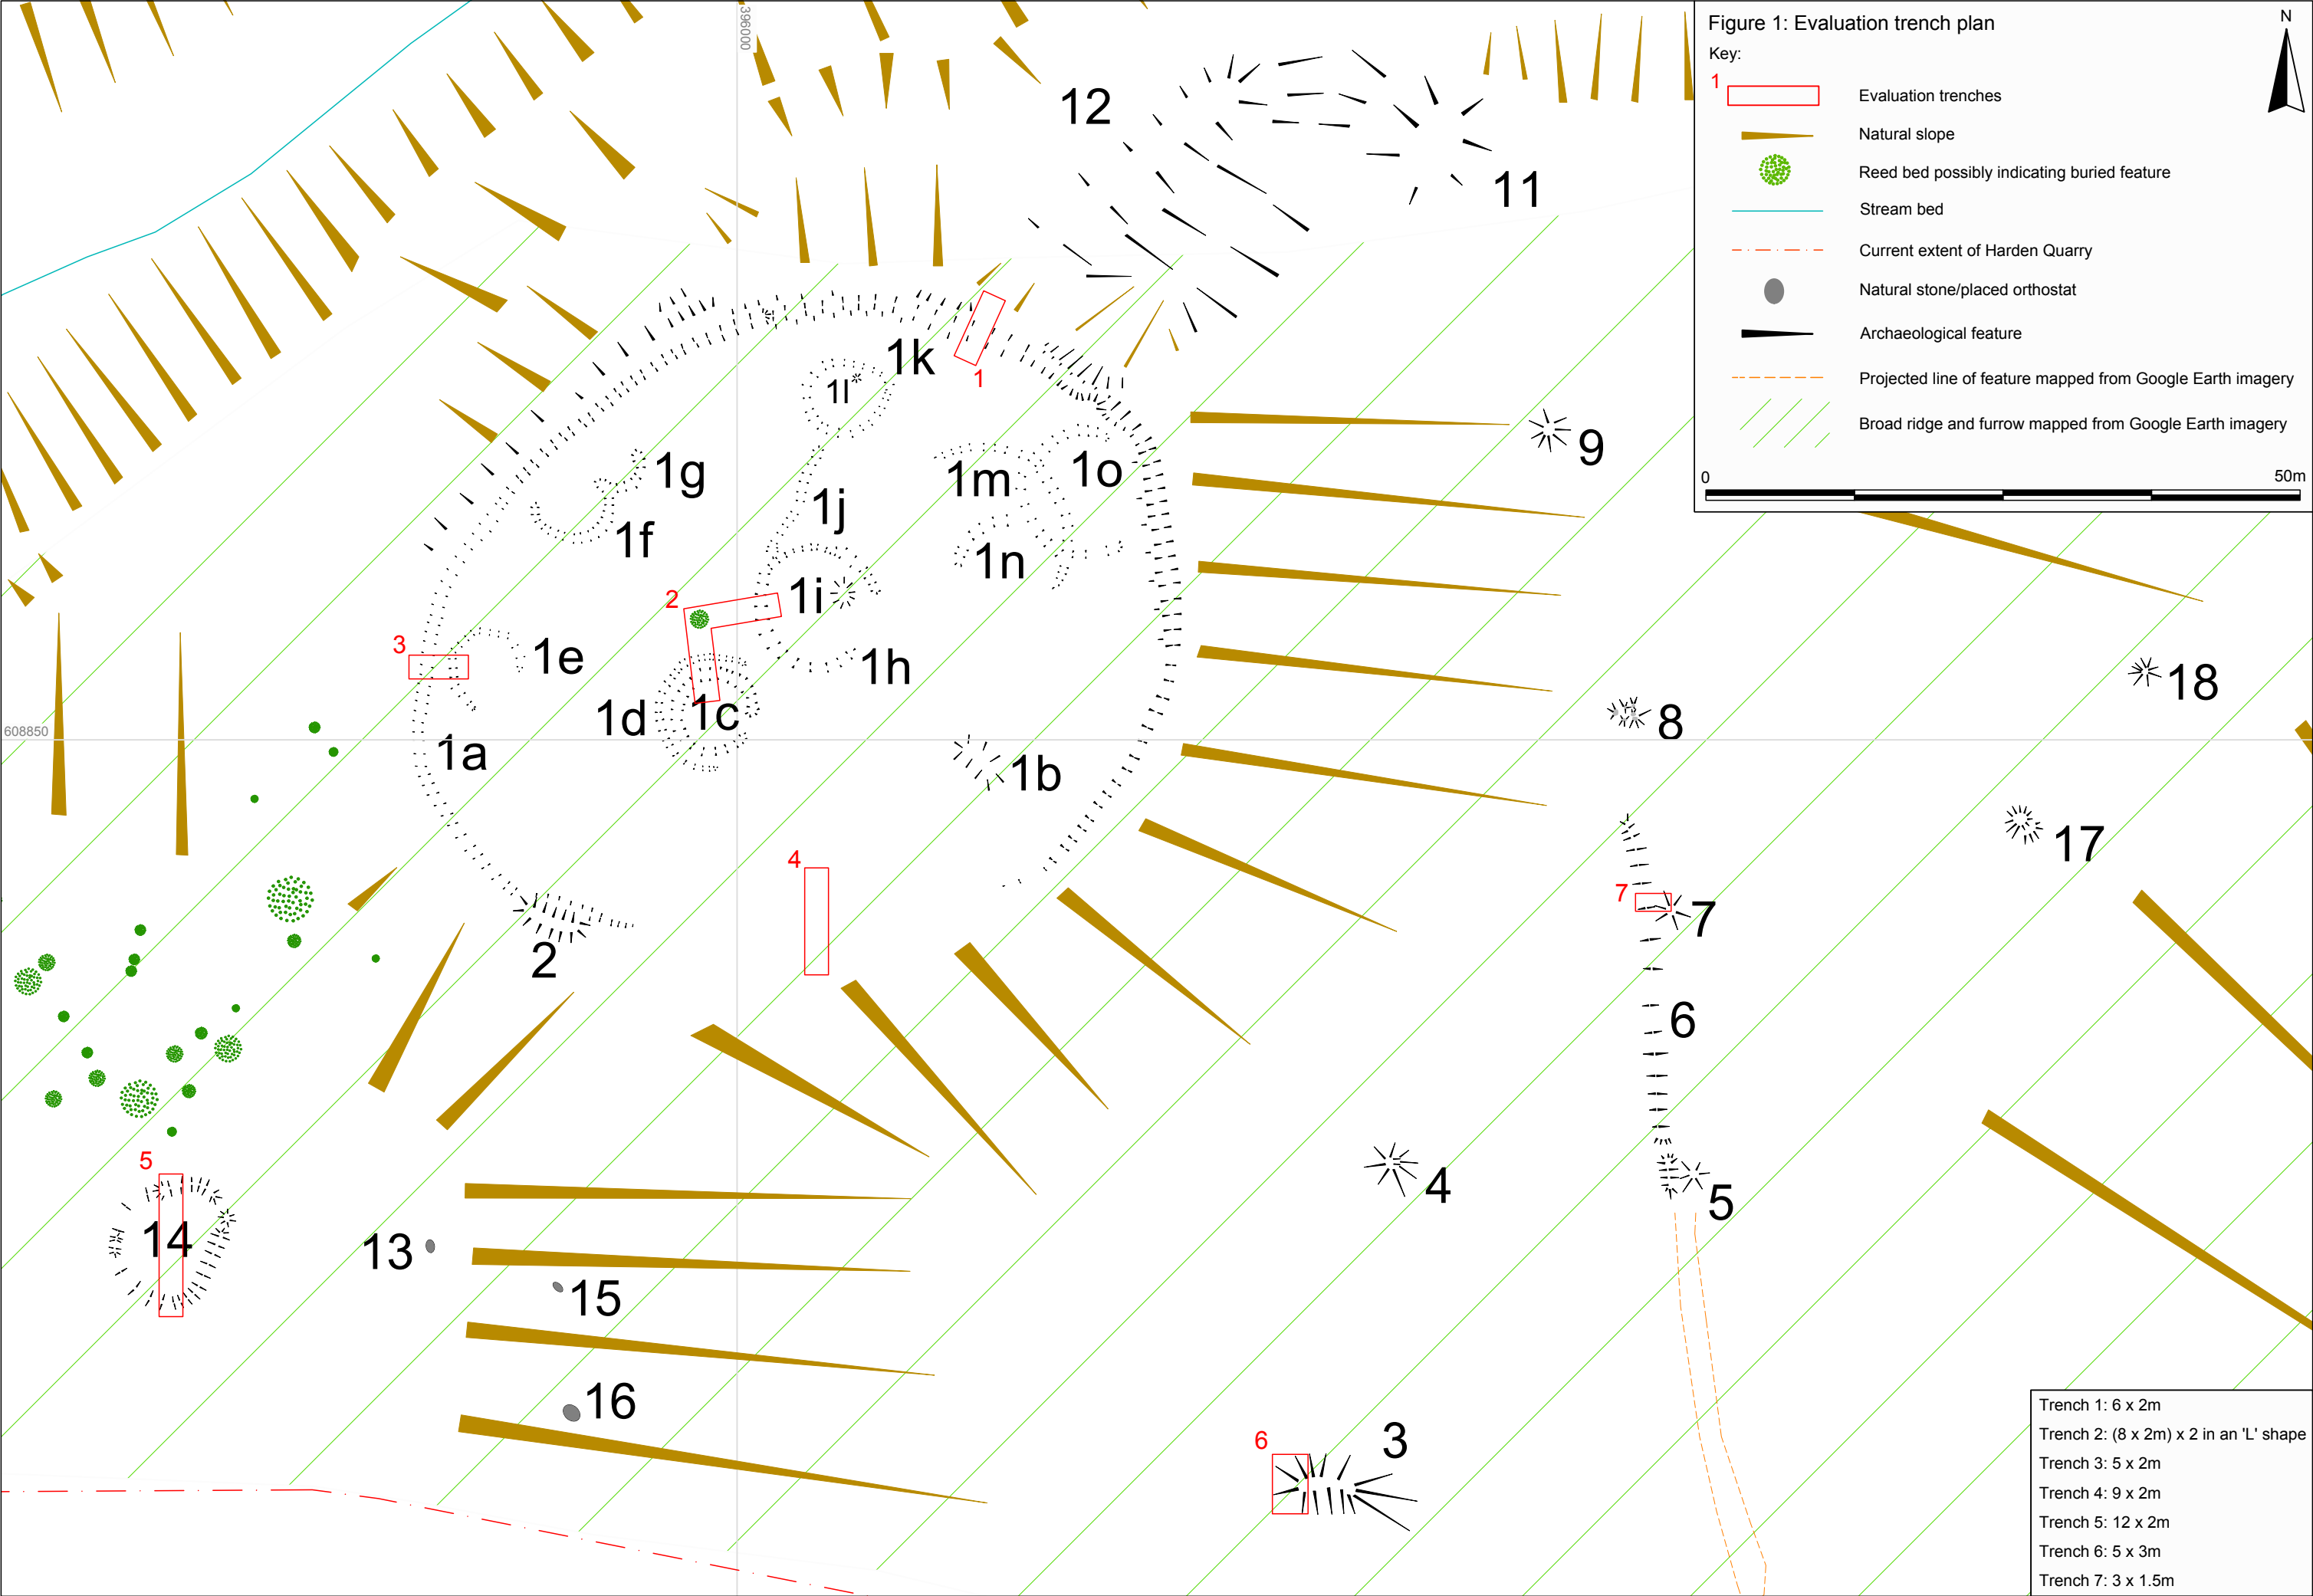 396000
608850
Figure 1: Evaluation trench plan
N
Key:
1
Evaluation trenches
Natural slope
Reed bed possibly indicating buried feature
Stream bed
Current extent of Harden Quarry
Natural stone/placed orthostat
Archaeological feature
Projected line of feature mapped from Google Earth imagery
Broad ridge and furrow mapped from Google Earth imagery
0
50m
12
11
1k
1
1l
9
1g
1m
1o
1j
1f
1n
1i
2
3
1e
1h
18
1d
1c
8
1a
1b
17
4
7
7
2
6
5
4
5
14
13
15
16
6
3
Trench 1: 6 x 2m
Trench 2: (8 x 2m) x 2 in an 'L' shape
Trench 3: 5 x 2m
Trench 4: 9 x 2m
Trench 5: 12 x 2m
Trench 6: 5 x 3m
Trench 7: 3 x 1.5m